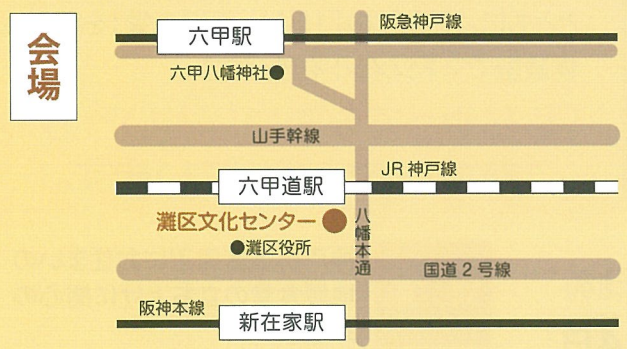 会場
阪急神戸線
六甲駅
六甲八幡神社●
山手幹線
JR 神戸線
六甲道駅
灘区文化センター●
八幡本通
●灘区役所
国道2号線
阪神本線
新在家駅